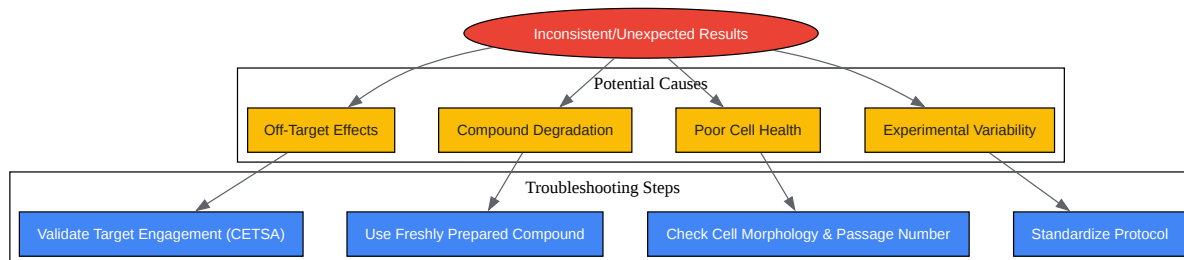 Inconsistent/Unexpected Results
Potential Causes
Off-Target Effects
Compound Degradation
Poor Cell Health
Experimental Variability
Troubleshooting Steps
Validate Target Engagement (CETSA)
Use Freshly Prepared Compound
Check Cell Morphology & Passage Number
Standardize Protocol